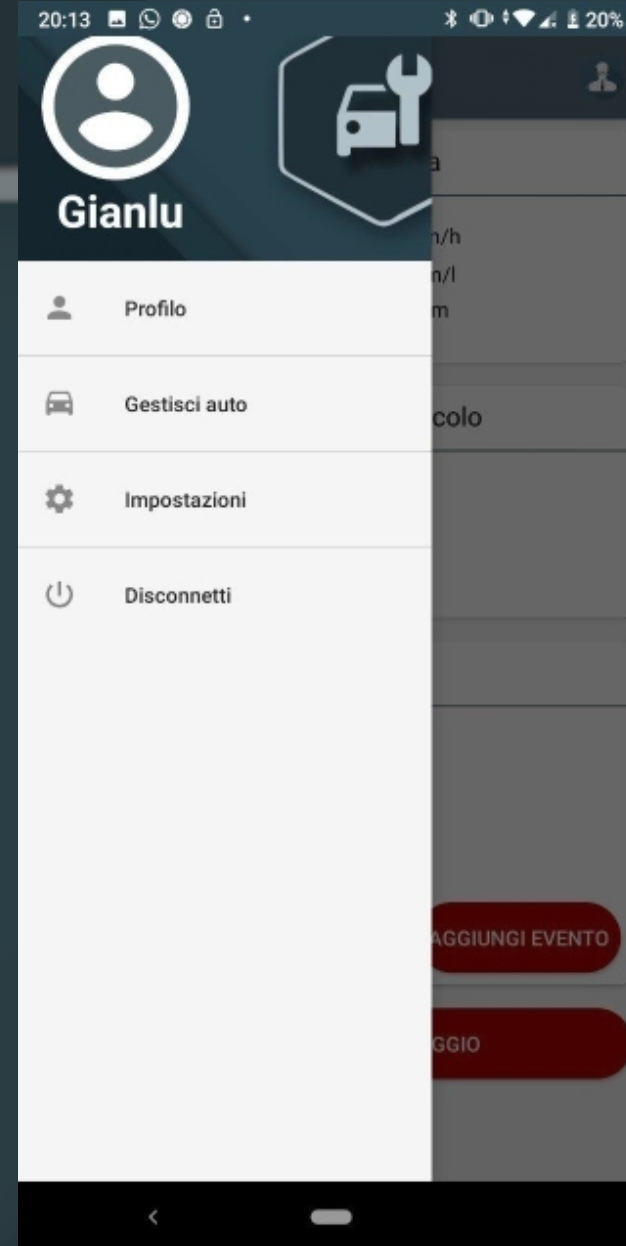 20:13
20%
Gianlu
a
n/h
n/l
m
Profilo
Gestisci auto
colo
Impostazioni
Disconnetti
AGGIUNGI EVENTO
GGIO